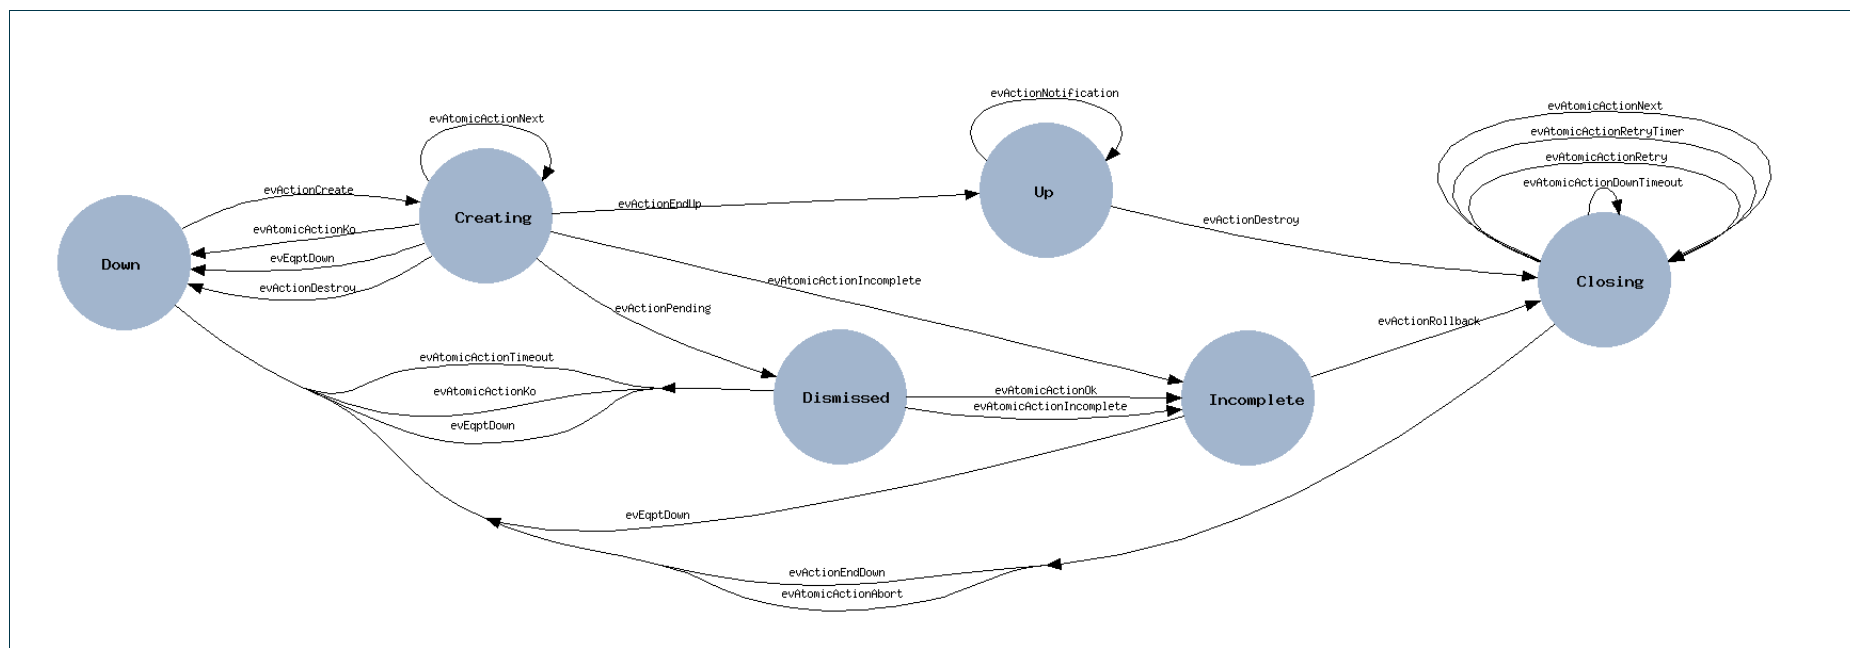 evActionNotification
evAtomicActionNext
evAtomicActionNext
evAtomicActionRetryTimer
evAtomicActionRetry
evAtomicActionDownTimeout
evActionCreate
Up
evActionEndUp
Creating
evActionDestroy
evAtomicActionKo
evEqptDown
Down
evActionDestroy
evAtomicActionIncomplete
Closing
evActionPending
evActionRollback
evAtomicActionTimeout
evAtomicActionKo
evEqptDown
Dismissed
evAtomicActionOk
evAtomicActionIncomplete
Incomplete
evEqptDown
evActionEndDown
evAtomicActionAbort